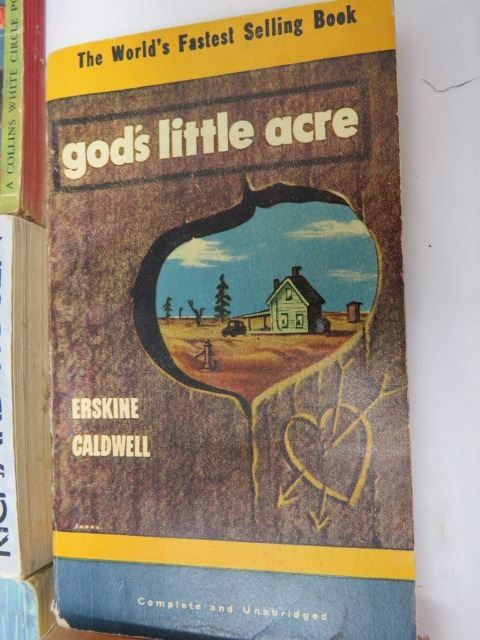 The World's Fastest Selling Book
god's little acre
ERSKINE
CALDWELL
Complete and Unabridged
A COLLINS WHITE CIRCLE